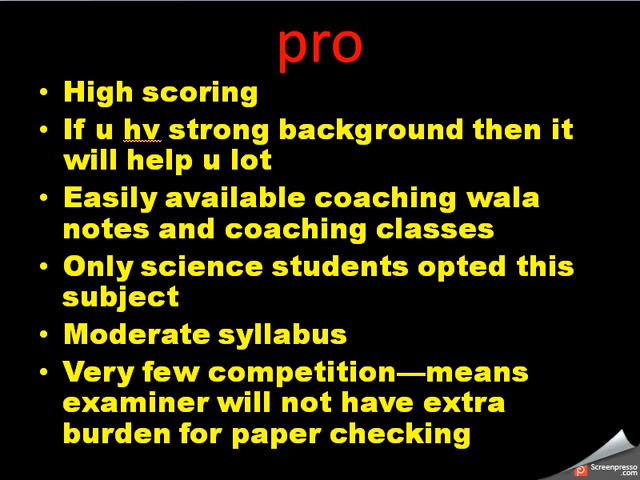 pro
• High scoring
• If u hv strong background then it
will help u lot
• Easily available coaching wala
notes and coaching classes
• Only science students opted this
subject
• Moderate syllabus
• Very few competition—means
examiner will not have extra
burden for paper checking
Screenpresso
.com